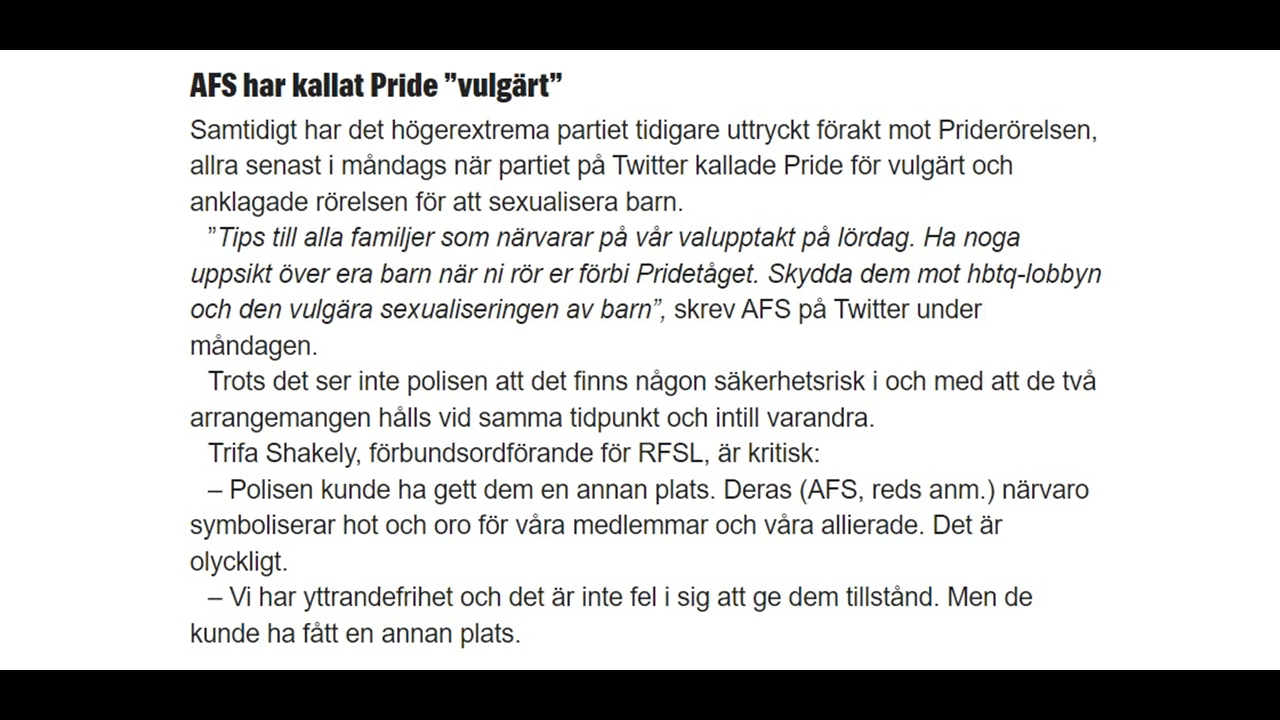 AFS har kallat Pride ”vulgärt”
Samtidigt har det högerextrema partiet tidigare uttryckt förakt mot Priderörelsen,
allra senast i måndags när partiet på Twitter kallade Pride för vulgärt och
anklagade rörelsen för att sexualisera barn.
”Tips till alla familjer som närvarar på vår valupptakt på lördag. Ha noga
uppsikt över era barn när ni rör er förbi Pridetåget. Skydda dem mot hbtq-lobbyn
och den vulgära sexualiseringen av barn”, skrev AFS på Twitter under
måndagen.
Trots det ser inte polisen att det finns någon säkerhetsrisk i och med att de två
arrangemangen hålls vid samma tidpunkt och intill varandra.
Trifa Shakely, förbundsordförande för RFSL, är kritisk:
– Polisen kunde ha gett dem en annan plats. Deras (AFS, reds anm.) närvaro
symboliserar hot och oro för våra medlemmar och våra allierade. Det är
olyckligt.
– Vi har yttrandefrihet och det är inte fel i sig att ge dem tillstånd. Men de
kunde ha fått en annan plats.